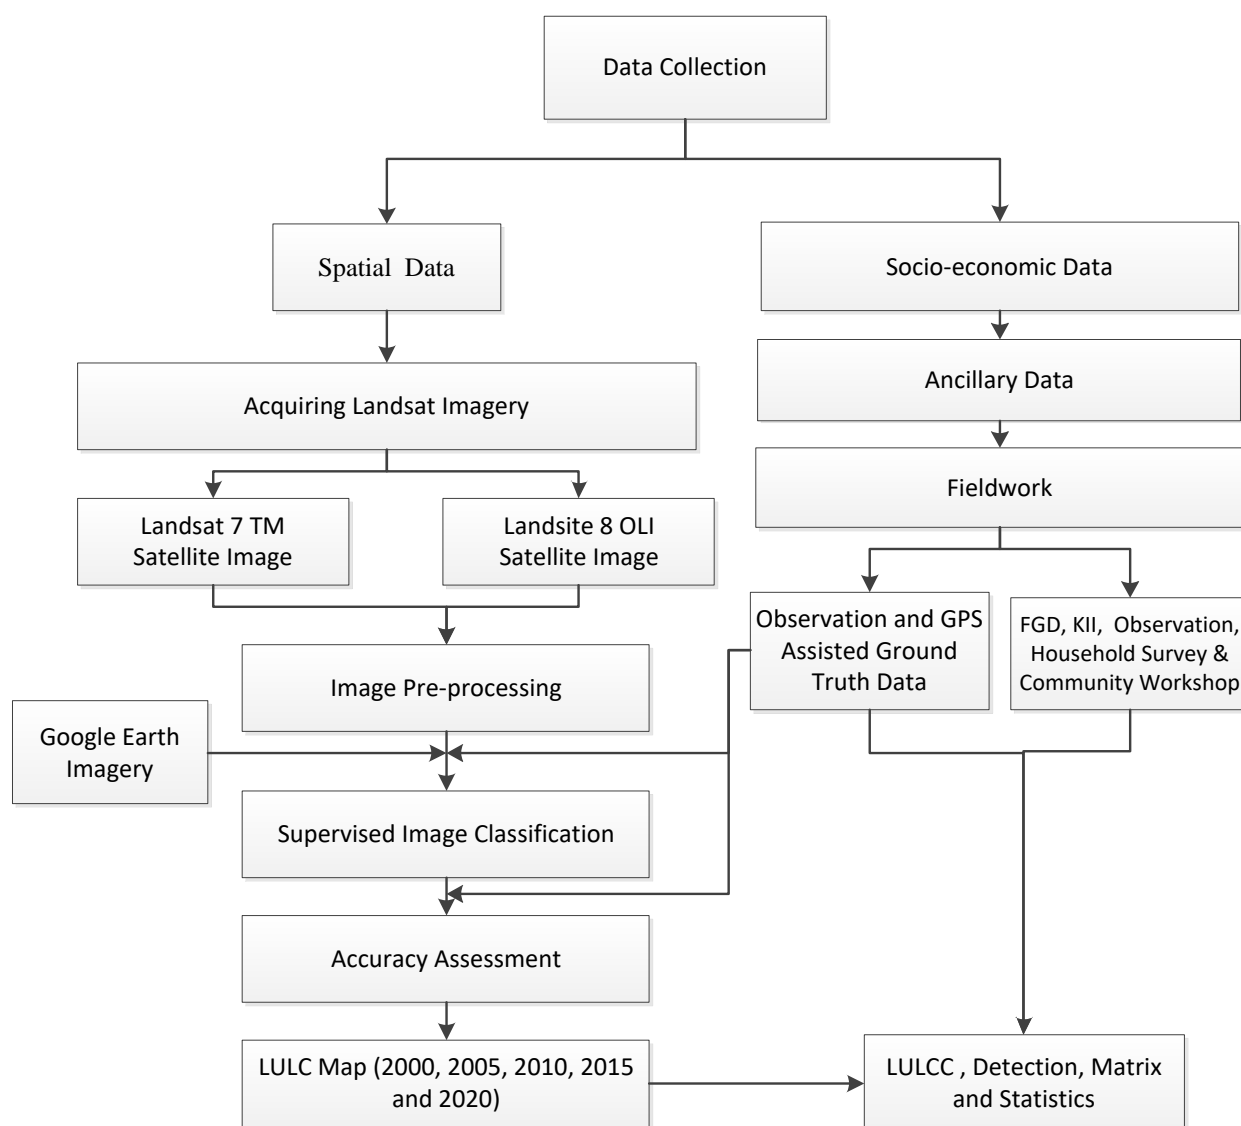 Data Collection
Spatial Data
Socio-economic Data
Acquiring Landsat Imagery
Ancillary Data
Fieldwork
Landsat 7 TM
Satellite Image
Landsite 8 OLI
Satellite Image
Observation and GPS
Assisted Ground
Truth Data
FGD, KII, Observation,
Household Survey &
Community Workshop
Image Pre-processing
Google Earth
Imagery
Supervised Image Classification
Accuracy Assessment
LULC Map (2000, 2005, 2010, 2015
and 2020)
LULCC , Detection, Matrix
and Statistics